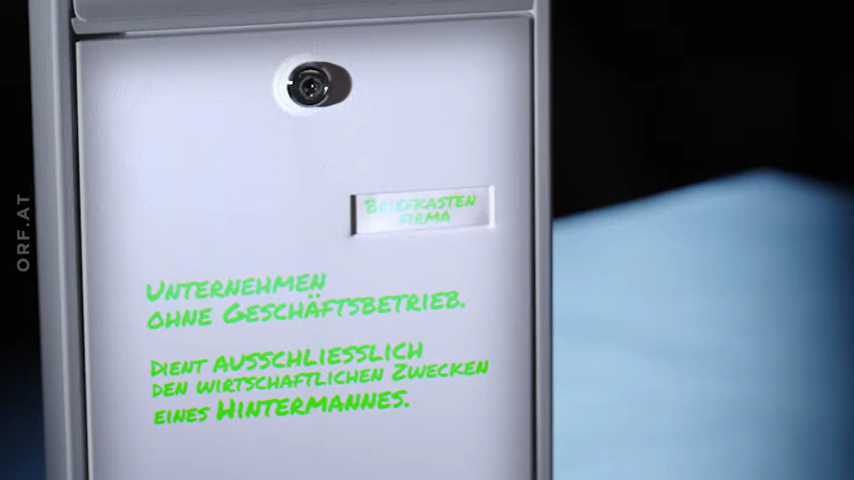 ORF.AT
BRIEFKASTEN
FIRMA
UNTERNEHMEN
OHNE GESCHÄFTSBETRIEB.
DIENT AUSSCHLIESSLICH
DEN WIRTSCHAFTLICHEN ZWECKEN
EINES HINTERMANNES.